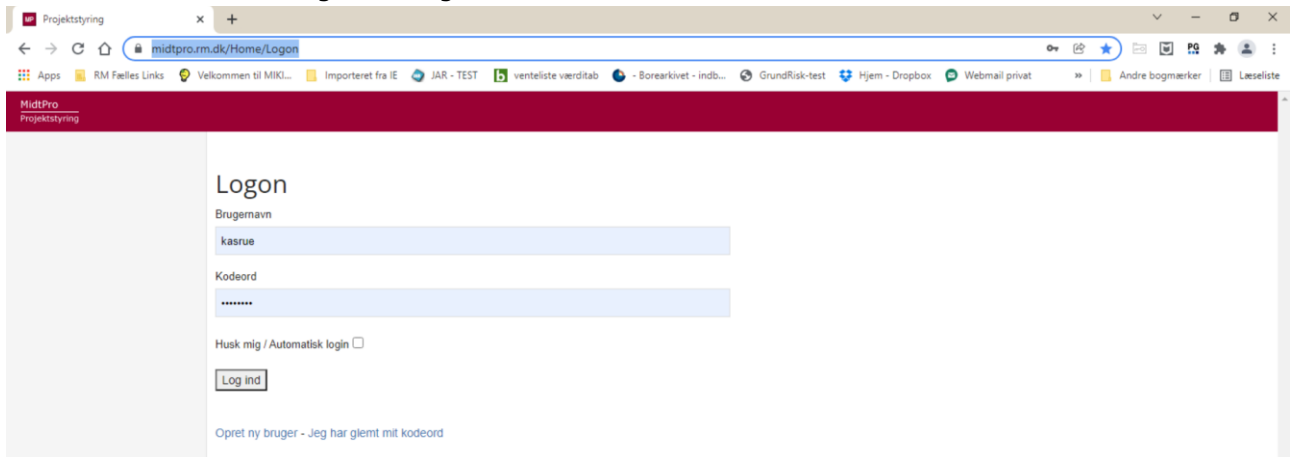 MP Projektstyring
midtpro.rm.dk/Home/Logon
PG
Apps RM Fælles Links Velkommen til MIKI... Importeret fra IE JAR - TEST venteliste værditab - Borearkivet - indb... GrundRisk-test Hjem - Dropbox Webmail privat » Andre bogmærker Læseliste
MidtPro
Projektstyring
Logon
Brugernavn
kasrue
Kodeord
••••••••
Husk mig / Automatisk login
Log ind
Opret ny bruger - Jeg har glemt mit kodeord